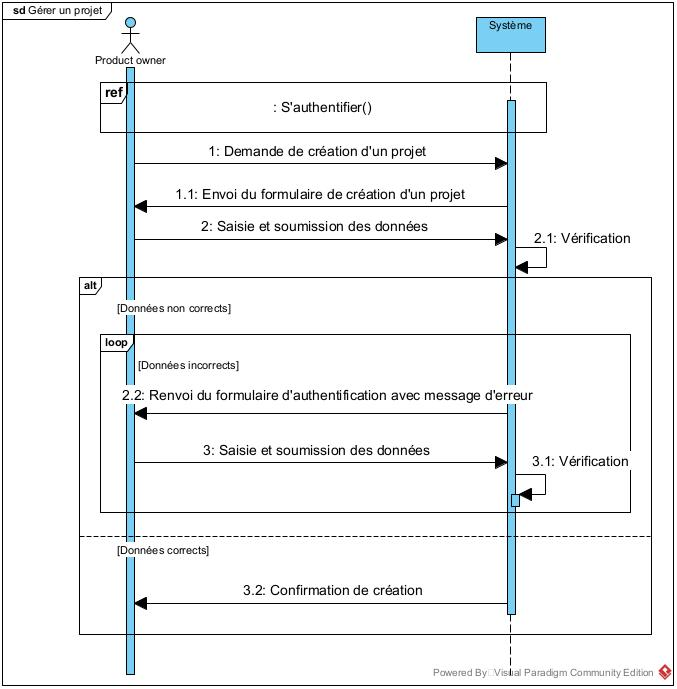 sd Gérer un projet
Système
Product owner
ref
: S'authentifier()
1: Demande de création d'un projet
1.1: Envoi du formulaire de création d'un projet
2: Saisie et soumission des données
2.1: Vérification
alt
[Données non corrects]
loop
[Données incorrects]
2.2: Renvoi du formulaire d'authentification avec message d'erreur
3: Saisie et soumission des données
3.1: Vérification
[Données corrects]
3.2: Confirmation de création
Powered By Visual Paradigm Community Edition